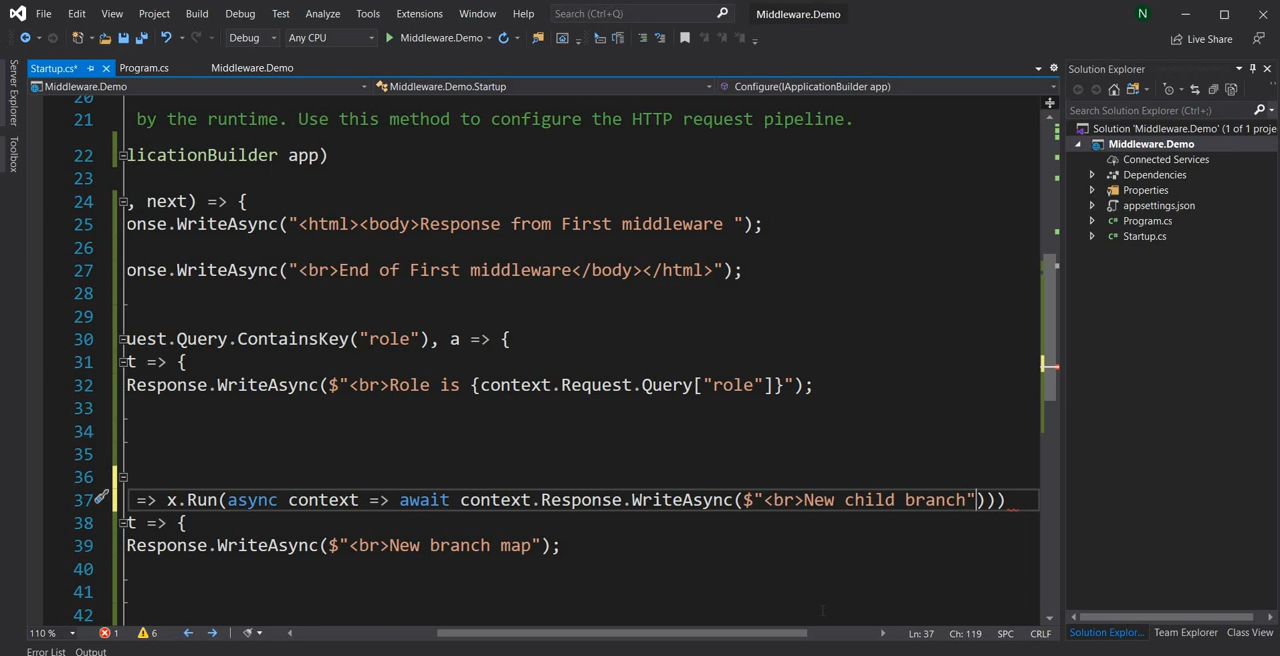 File Edit View Project Build Debug Test Analyze Tools Extensions Window Help Search (Ctrl+Q) Middleware.Demo N
Debug Any CPU Middleware.Demo Live Share
Startup.cs* Program.cs Middleware.Demo
Middleware.Demo Middleware.Demo.Startup Configure(IApplicationBuilder app)
20
21 by the runtime. Use this method to configure the HTTP request pipeline.
22 licationBuilder app)
23
24 , next) => {
25 onse.WriteAsync("<html><body>Response from First middleware ");
26
27 onse.WriteAsync("<br>End of First middleware</body></html>");
28
29
30 uest.Query.ContainsKey("role"), a => {
31 t => {
32 Response.WriteAsync($"<br>Role is {context.Request.Query["role"]}");
33
34
35
36
37 => x.Run(async context => await context.Response.WriteAsync($"<br>New child branch")))
38 t => {
39 Response.WriteAsync($"<br>New branch map");
40
41
42
110 % 1 6 Ln: 37 Ch: 119 SPC CRLF
Error List Output
Server Explorer
Toolbox
Solution Explorer
Search Solution Explorer (Ctrl+;)
Solution 'Middleware.Demo' (1 of 1 proje
Middleware.Demo
Connected Services
Dependencies
Properties
appsettings.json
Program.cs
Startup.cs
Solution Explor... Team Explorer Class View